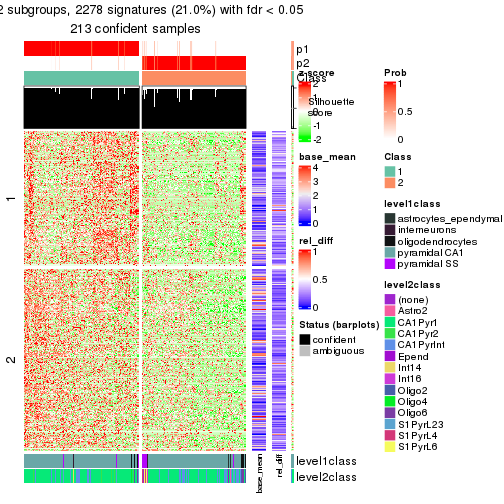 2 subgroups, 2278 signatures (21.0%) with fdr < 0.05
213 confident samples
p1
p2
Class
Silhouette
score
1
2
level1class
level2class
base_mean
rel_diff
z-score
2
1
0
-1
-2
base_mean
4
3
2
1
0
rel_diff
1
0.5
0
Status (barplots)
confident
ambiguous
Prob
1
0.5
0
Class
1
2
level1class
astrocytes_ependymal
interneurons
oligodendrocytes
pyramidal CA1
pyramidal SS
level2class
(none)
Astro2
CA1Pyr1
CA1Pyr2
CA1PyrInt
Epend
Int14
Int16
Oligo2
Oligo4
Oligo6
S1PyrL23
S1PyrL4
S1PyrL6